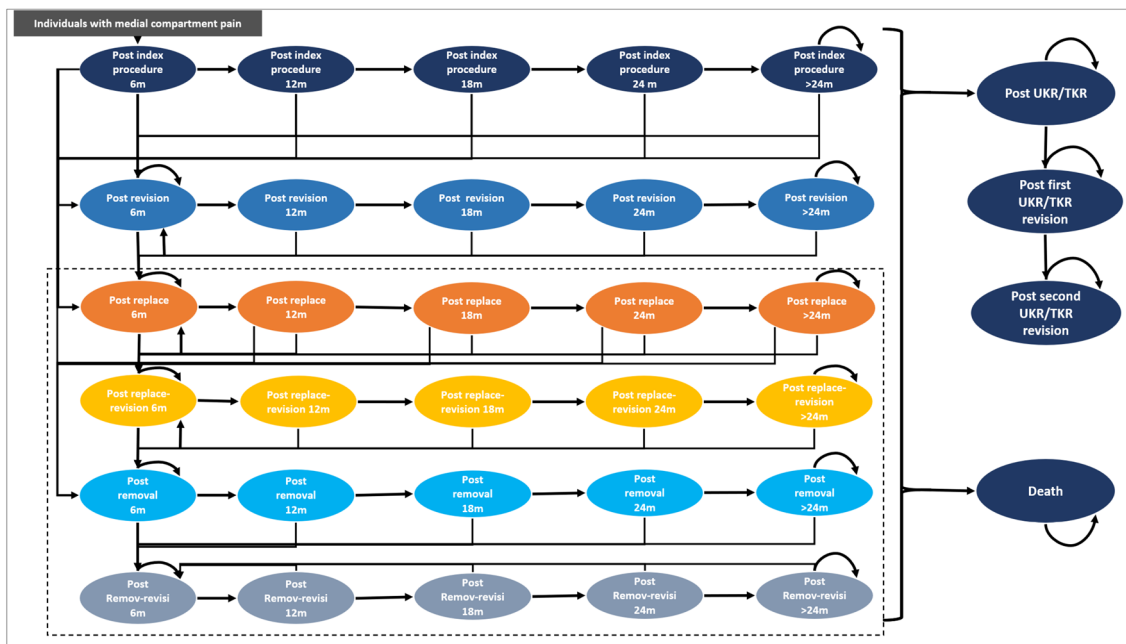 Individuals with medial compartment pain
Post index
procedure
6m
Post index
procedure
12m
Post index
procedure
18m
Post index
procedure
24 m
Post index
procedure
>24m
Post UKR/TKR
Post revision
6m
Post revision
12m
Post  revision
18m
Post revision
24m
Post revision
>24m
Post first
UKR/TKR
revision
Post replace
6m
Post replace
12m
Post replace
18m
Post replace
24m
Post replace
>24m
Post second
UKR/TKR
revision
Post replace-
revision 6m
Post replace-
revision 12m
Post replace-
revision 18m
Post replace-
revision 24m
Post replace-
revision
>24m
Post
removal
6m
Post
removal
12m
Post
removal
18m
Post
removal
24m
Post
removal
>24m
Death
Post
Remov-revisi
6m
Post
Remov-revisi
12m
Post
Remov-revisi
18m
Post
Remov-revisi
24m
Post
Remov-revisi
>24m